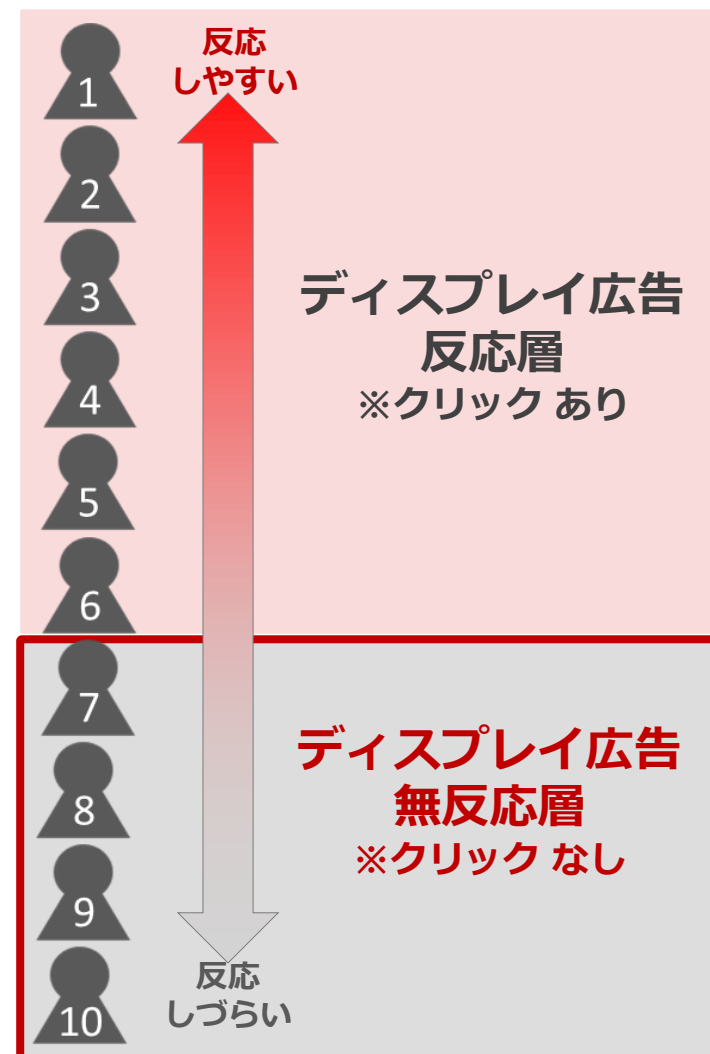 反応
しやすい
1
2
3
4
5
6
ディスプレイ広告
反応層
※クリック あり
7
8
9
10
ディスプレイ広告
無反応層
※クリック なし
反応
しづらい